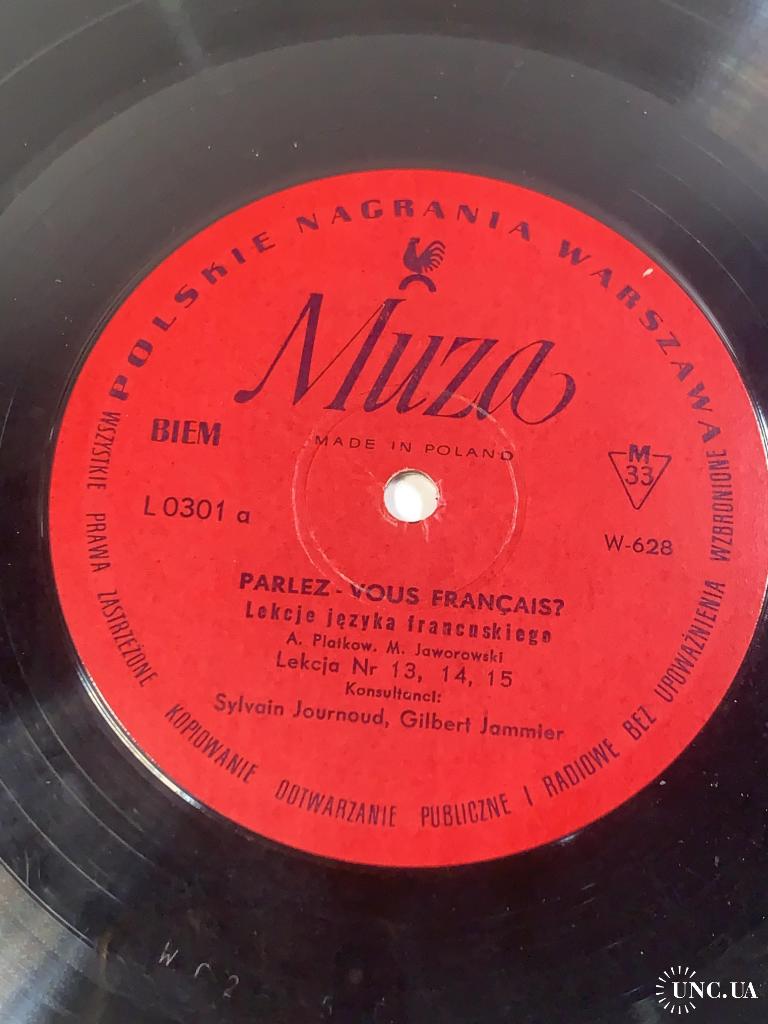 POLSKIE NAGRANIA WARSZAWA
Muza
MADE IN POLAND
BIEM
L 0301 a
M
33
W-628
PARLEZ-VOUS FRANÇAIS?
Lekcje języka francuskiego
A. Platkow. M. Jaworowski
Lekcja Nr 13, 14, 15
Konsultanci:
Sylvain Journoud, Gilbert Jammier
WSZYSTKIE PRAWA ZASTRZEŻONE KOPIOWANIE ODTWARZANIE PUBLICZNE I RADIOWE BEZ UPOWAŻNIENIA WZBRONIONE
UNC.UA